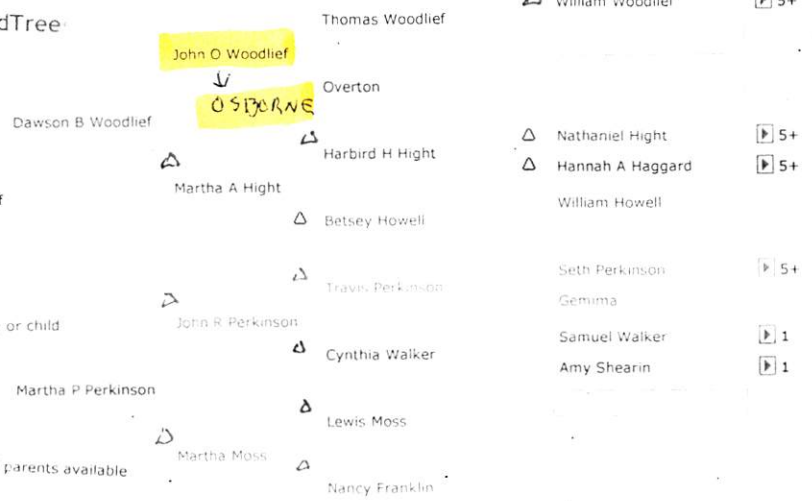 dTree
Thomas Woodlief
William Woodlief
5+
John O Woodlief
OSBORNE
Overton
Dawson B Woodlief
Nathaniel Hight
5+
Harbird H Hight
Hannah A Haggard
5+
Martha A Hight
f
William Howell
Betsey Howell
Seth Perkinson
5+
Travis Perkinson
Gemima
or child
John R Perkinson
Samuel Walker
1
Cynthia Walker
Amy Shearin
1
Martha P Perkinson
Lewis Moss
Martha Moss
parents available
Nancy Franklin